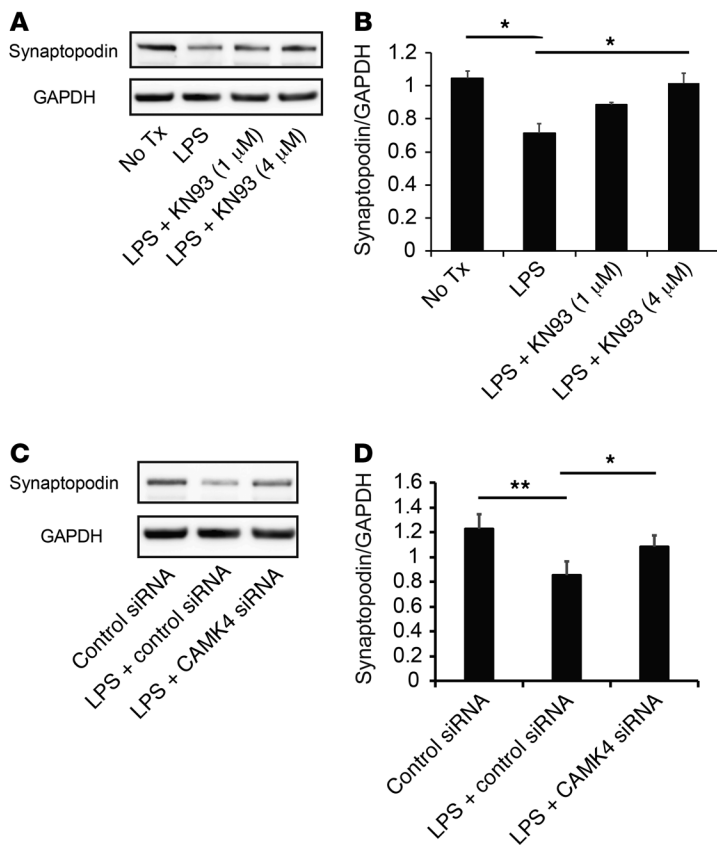 A
Synaptopodin
GAPDH
No Tx
LPS
LPS + KN93 (1 μM)
LPS + KN93 (4 μM)
B
Synaptopodin/GAPDH
1.2
1
0.8
0.6
0.4
0.2
0
*
*
No Tx
LPS
LPS + KN93 (1 μM)
LPS + KN93 (4 μM)
C
Synaptopodin
GAPDH
Control siRNA
LPS + control siRNA
LPS + CAMK4 siRNA
D
Synaptopodin/GAPDH
1.6
1.4
1.2
1
0.8
0.6
0.4
0.2
0
**
*
Control siRNA
LPS + control siRNA
LPS + CAMK4 siRNA